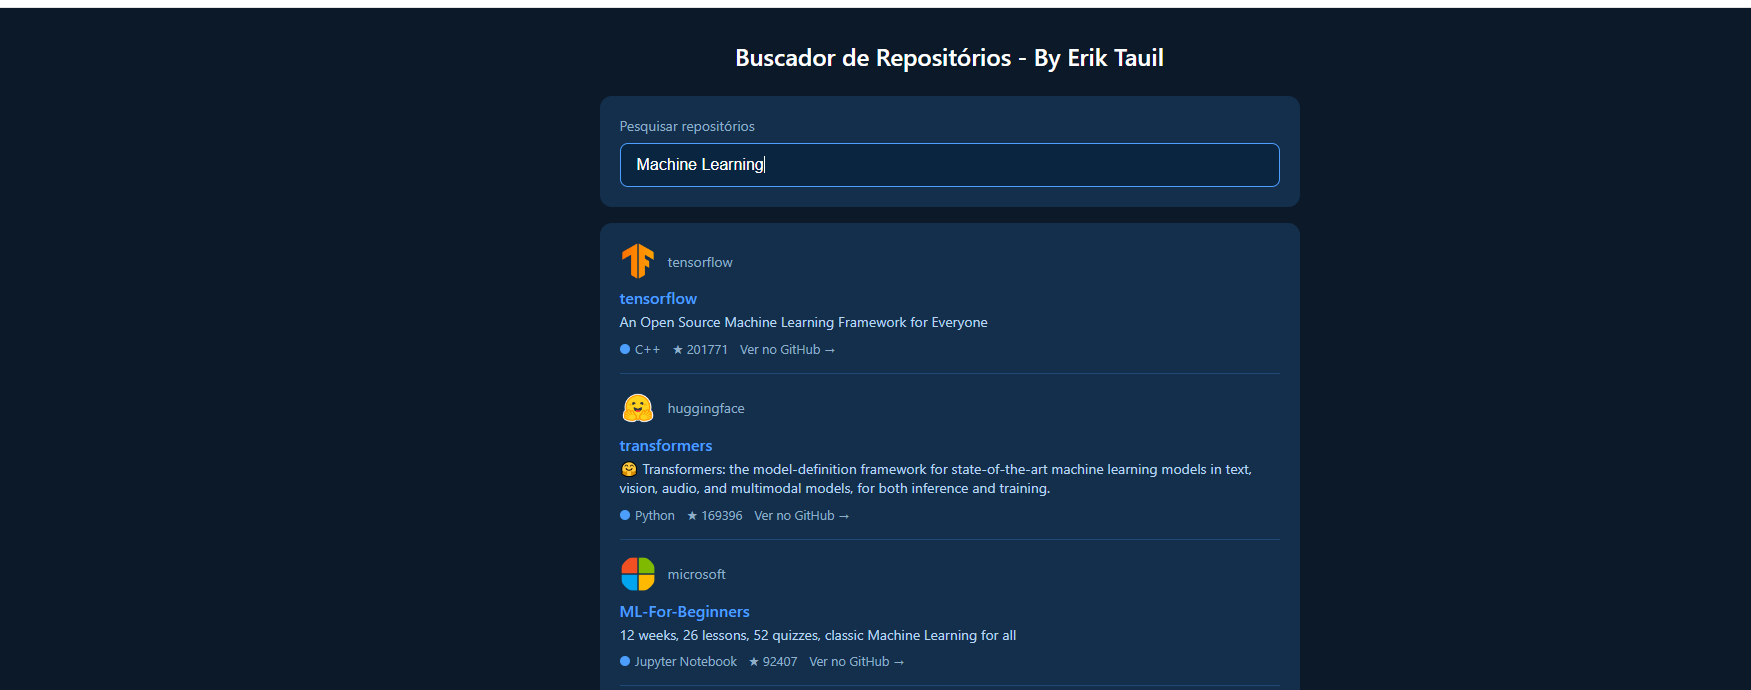 Buscador de Repositórios - By Erik Tauil
Pesquisar repositórios
Machine Learning
tensorflow
tensorflow
An Open Source Machine Learning Framework for Everyone
C++ ★ 201771 Ver no GitHub →
huggingface
transformers
🤗 Transformers: the model-definition framework for state-of-the-art machine learning models in text,
vision, audio, and multimodal models, for both inference and training.
Python ★ 169396 Ver no GitHub →
microsoft
ML-For-Beginners
12 weeks, 26 lessons, 52 quizzes, classic Machine Learning for all
Jupyter Notebook ★ 92407 Ver no GitHub →